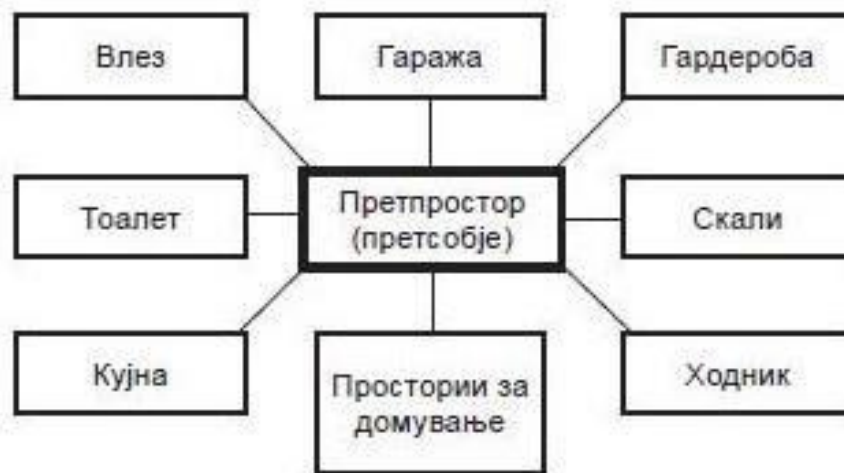 Влез
Гаража
Гардероба
Тоалет
Претпростор
(претсобје)
Скали
Кујна
Простории за
домување
Ходник